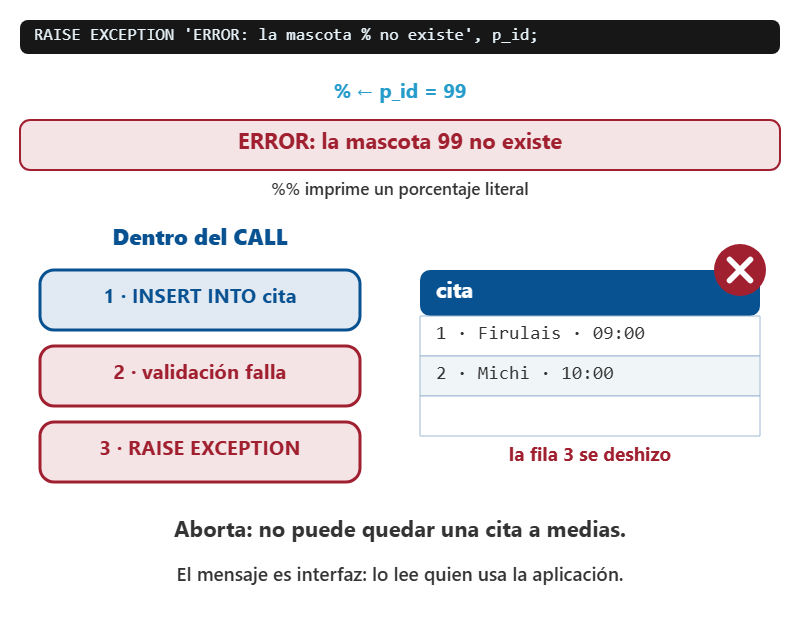 RAISE EXCEPTION 'ERROR: la mascota % no existe', p_id;
% ← p_id = 99
ERROR: la mascota 99 no existe
%% imprime un porcentaje literal
Dentro del CALL
1 · INSERT INTO cita
2 · validación falla
3 · RAISE EXCEPTION
cita
1 · Firulais · 09:00
2 · Michi · 10:00
la fila 3 se deshizo
Aborta: no puede quedar una cita a medias.
El mensaje es interfaz: lo lee quien usa la aplicación.